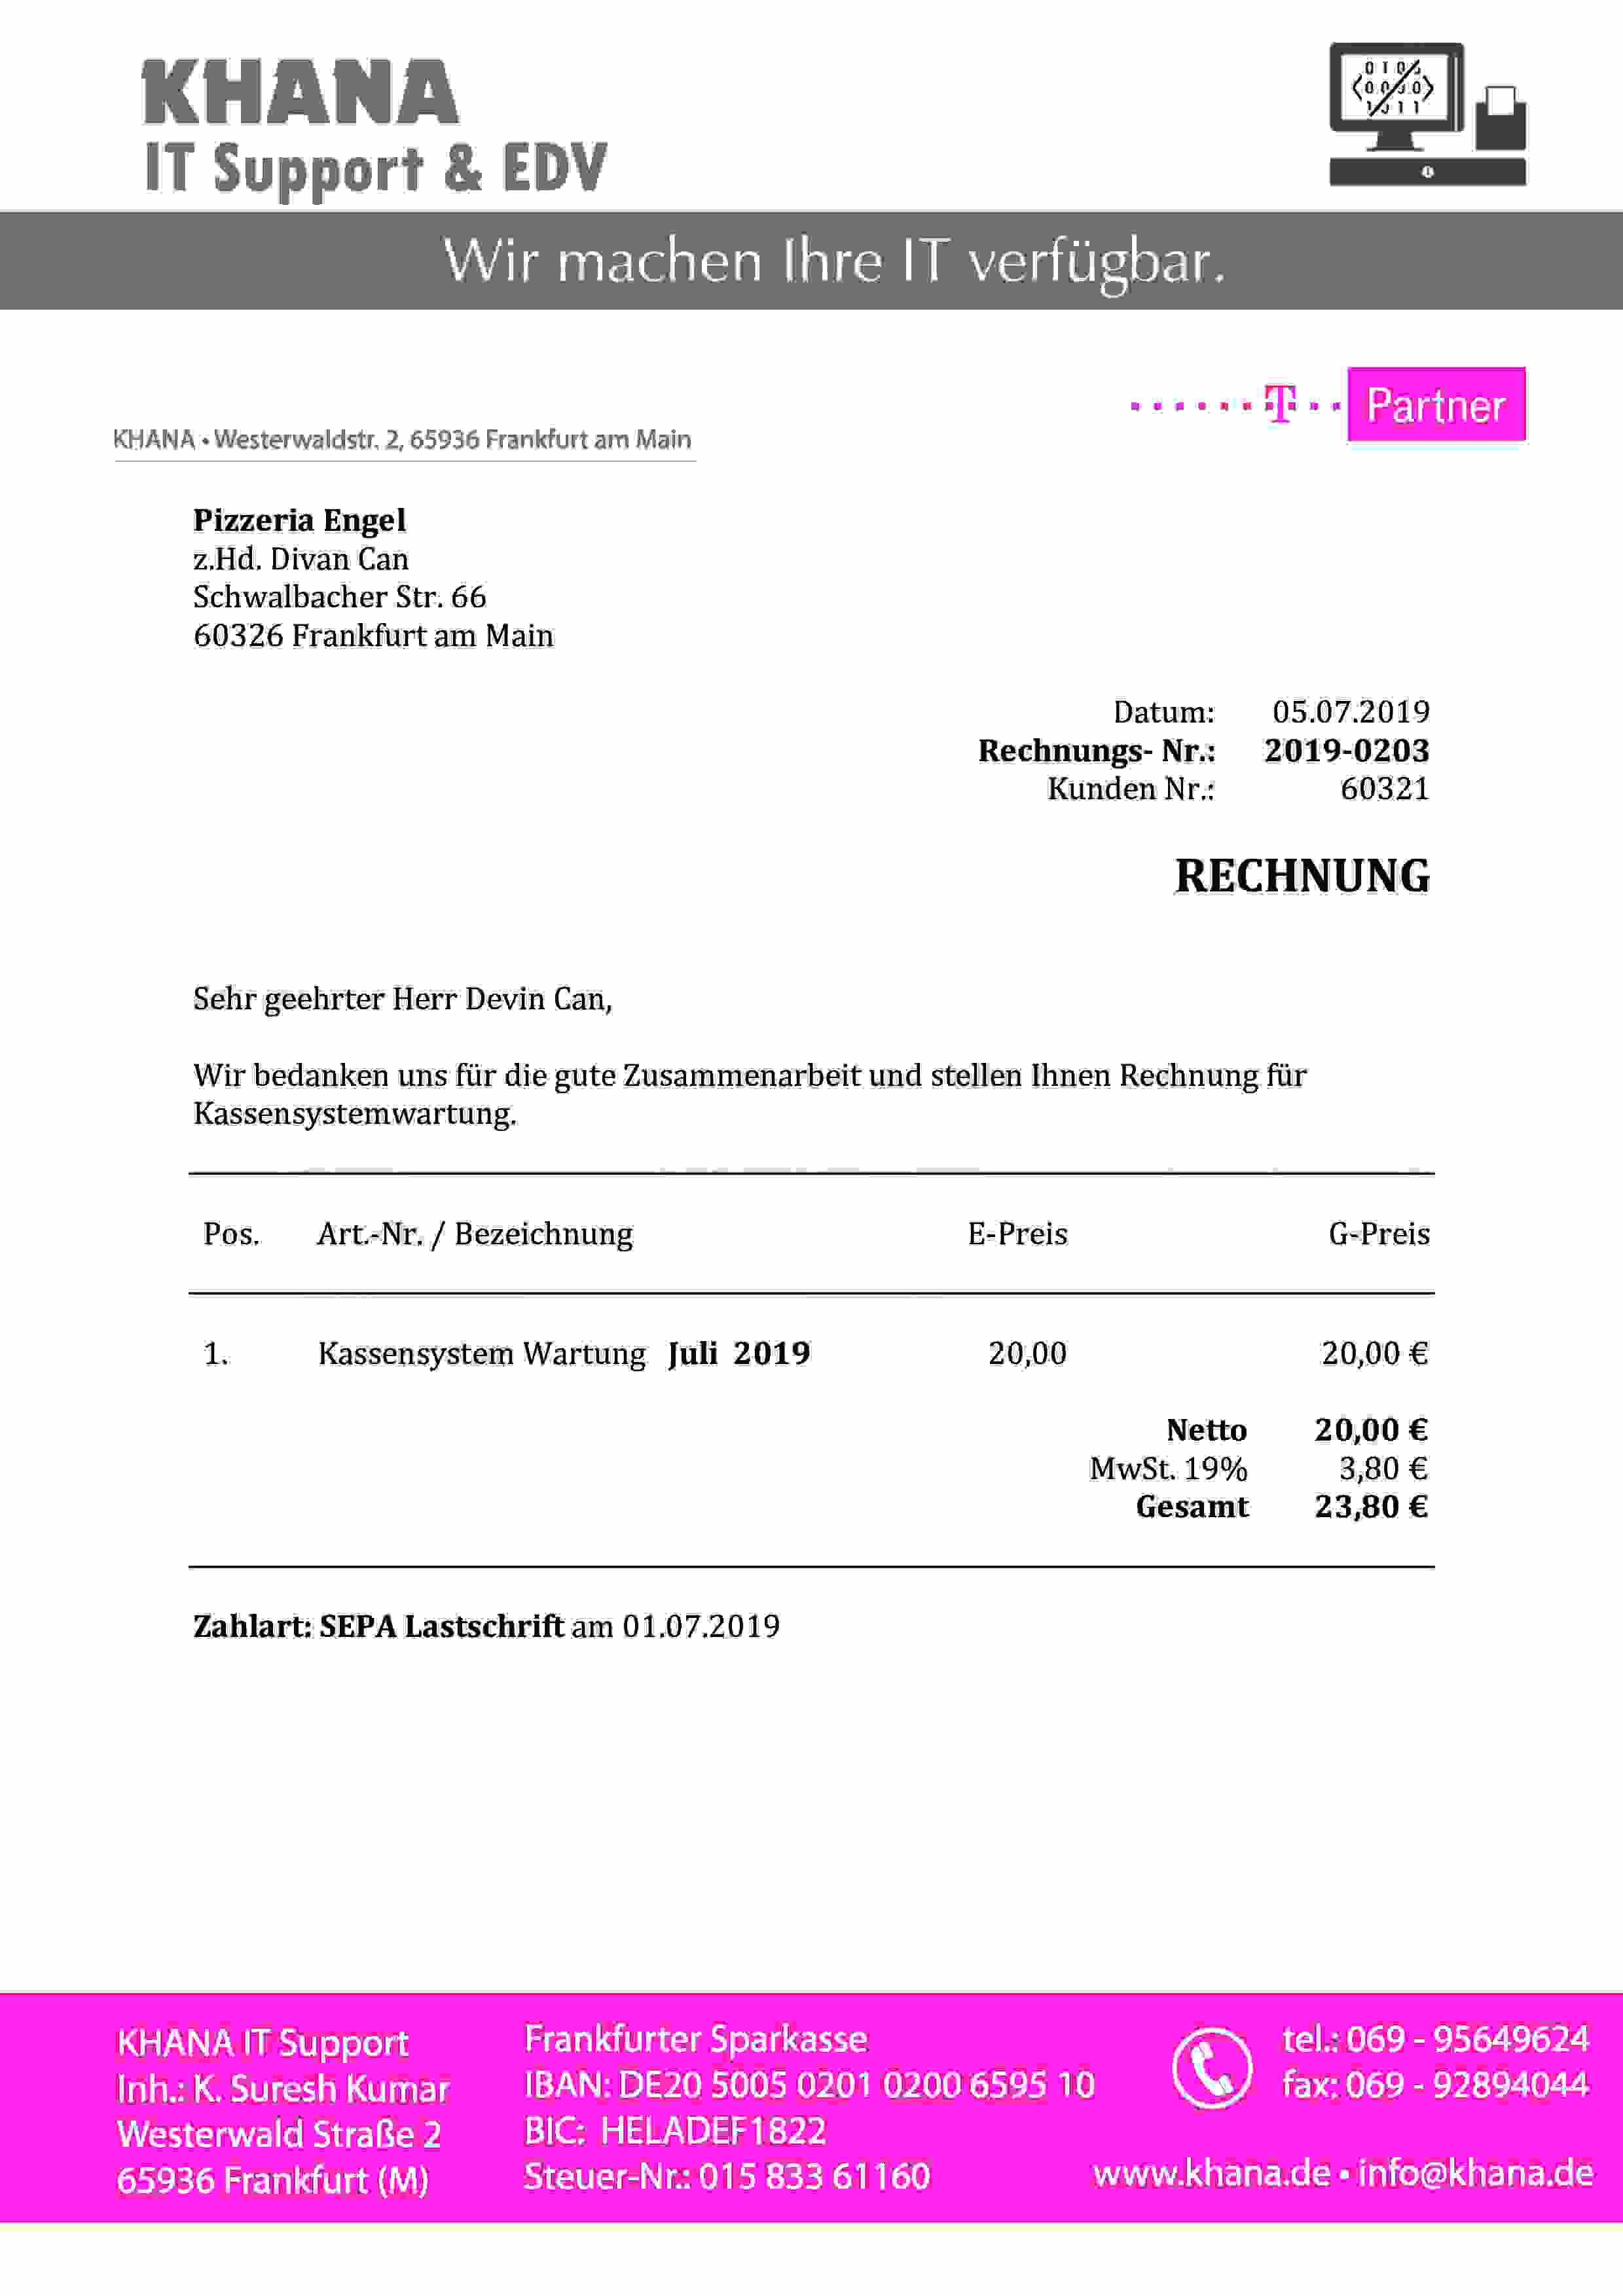 KHANA
IT Support & EDV
Wir machen Ihre IT verfügbar.
T Partner
KHANA • Westerwaldstr. 2, 65936 Frankfurt am Main
Pizzeria Engel
z.Hd. Divan Can
Schwalbacher Str. 66
60326 Frankfurt am Main
Datum: 05.07.2019
Rechnungs- Nr.: 2019-0203
Kunden Nr.: 60321
RECHNUNG
Sehr geehrter Herr Devin Can,
Wir bedanken uns für die gute Zusammenarbeit und stellen Ihnen Rechnung für
Kassensystemwartung.
Pos. Art.-Nr. / Bezeichnung E-Preis G-Preis
1. Kassensystem Wartung Juli 2019 20,00 20,00 €
Netto 20,00 €
MwSt. 19% 3,80 €
Gesamt 23,80 €
Zahlart: SEPA Lastschrift am 01.07.2019
KHANA IT Support
Inh.: K. Suresh Kumar
Westerwald Straße 2
65936 Frankfurt (M)
Frankfurter Sparkasse
IBAN: DE20 5005 0201 0200 6595 10
BIC: HELADEF1822
Steuer-Nr.: 015 833 61160
tel.: 069 - 95649624
fax: 069 - 92894044
www.khana.de • info@khana.de